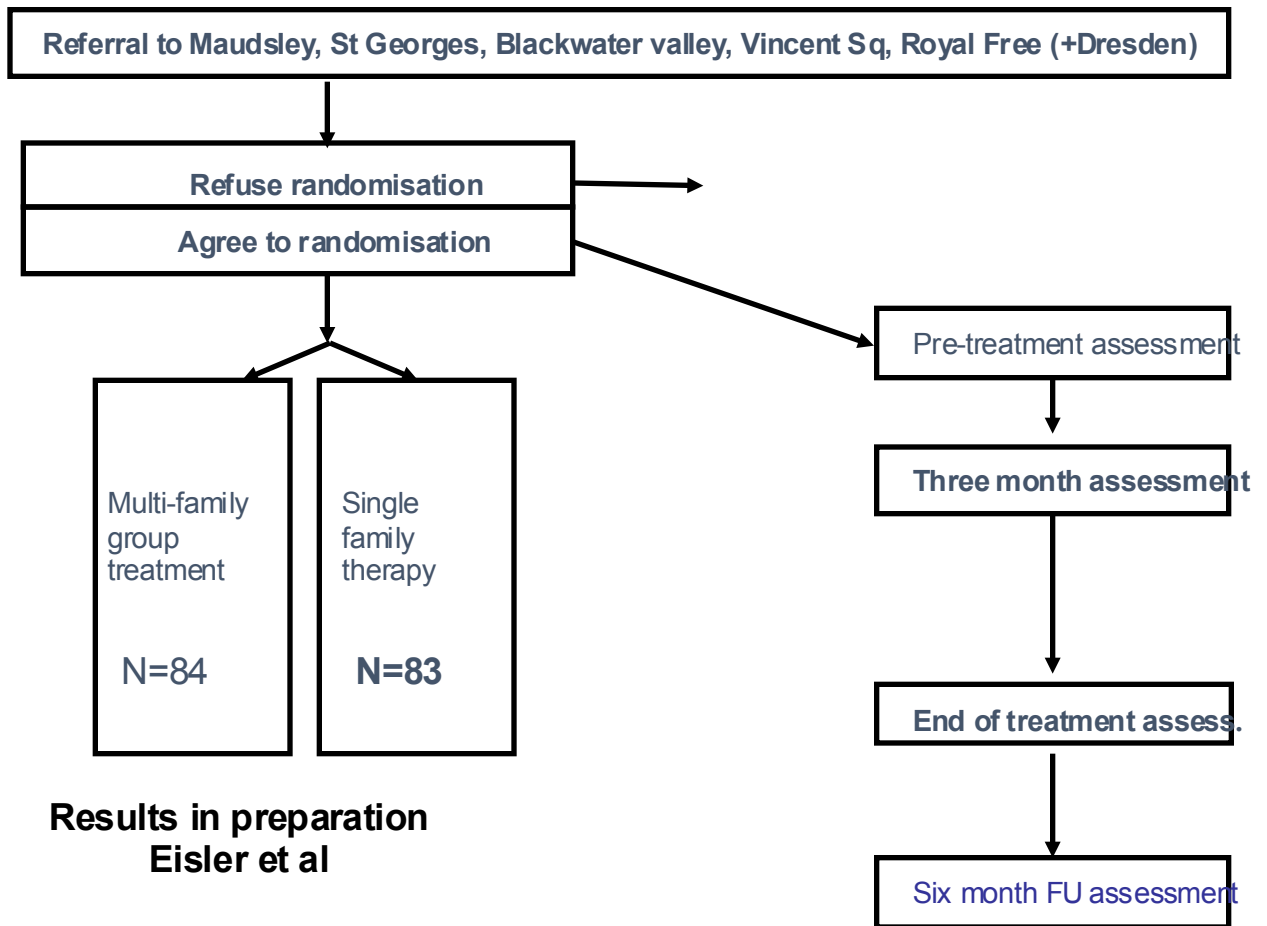 Referral to Maudsley, St Georges, Blackwater valley, Vincent Sq, Royal Free (+Dresden)
Refuse randomisation
Agree to randomisation
Multi-family
group
treatment
N=84
Single
family
therapy
N=83
Results in preparation
Eisler et al
Pre-treatment assessment
Three month assessment
End of treatment assess.
Six month FU assessment